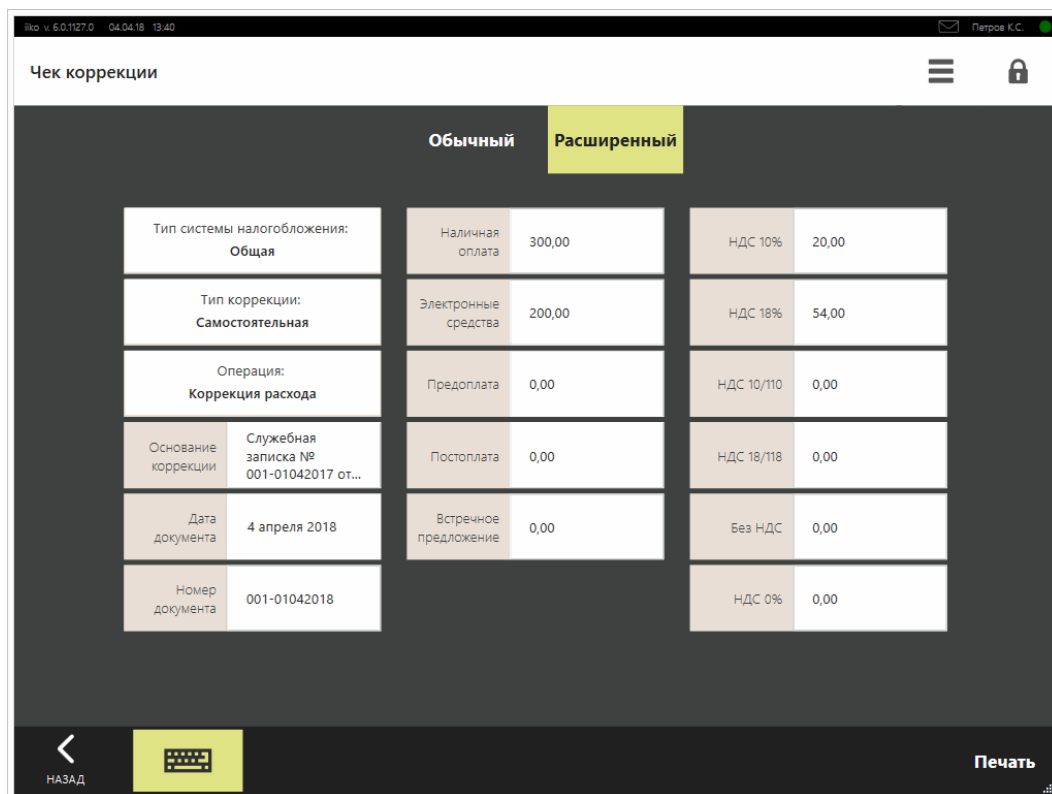 iiko v. 6.0.1127.0 04.04.18 13:40 Петров К.С.
Чек коррекции
Обычный Расширенный
Тип системы налогообложения:
Общая
Тип коррекции:
Самостоятельная
Операция:
Коррекция расхода
Основание
коррекции
Служебная
записка №
001-01042017 от...
Дата
документа
4 апреля 2018
Номер
документа
001-01042018
Наличная
оплата
300,00
Электронные
средства
200,00
Предоплата
0,00
Постоплата
0,00
Встречное
предложение
0,00
НДС 10%
20,00
НДС 18%
54,00
НДС 10/110
0,00
НДС 18/118
0,00
Без НДС
0,00
НДС 0%
0,00
НАЗАД
Печать